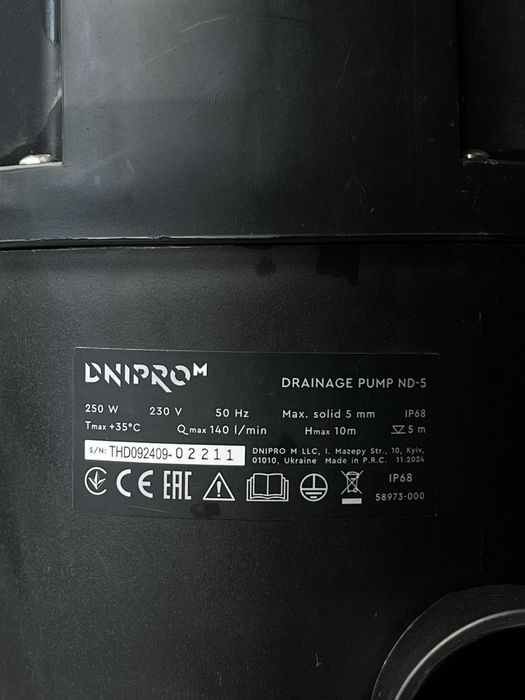 DNIPRO M
DRAINAGE PUMP ND-5
250 W 230 V 50 Hz Max. solid 5 mm IP68
Tmax +35°C Qmax 140 l/min Hmax 10m 5 m
S/N: THD092409-02211
DNIPRO M LLC, I. Mazepy Str., 10, Kyiv,
01010, Ukraine Made in P.R.C. 11.2024
CE EAC IP68
58973-000